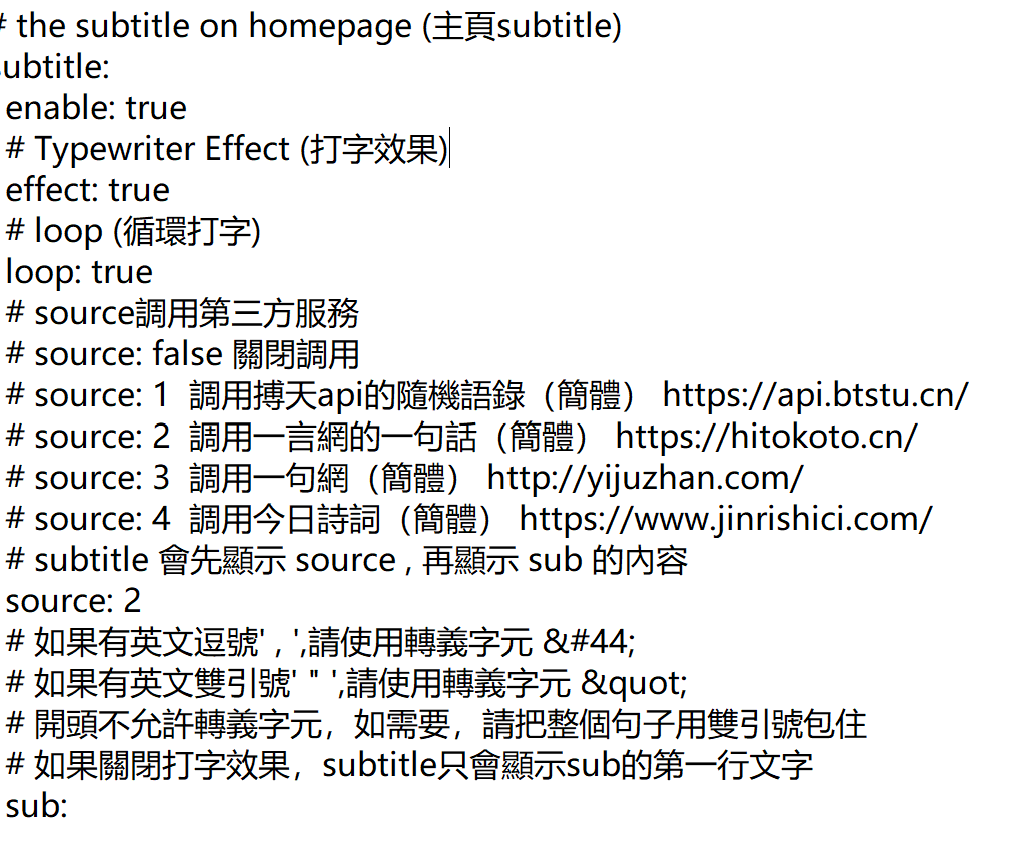 # the subtitle on homepage (主頁subtitle)
subtitle:
enable: true
# Typewriter Effect (打字效果)
effect: true
# loop (循環打字)
loop: true
# source調用第三方服務
# source: false 關閉調用
# source: 1  調用搏天api的隨機語錄（簡體） https://api.btstu.cn/
# source: 2  調用一言網的一句話（簡體） https://hitokoto.cn/
# source: 3  調用一句網（簡體） http://yijuzhan.com/
# source: 4  調用今日詩詞（簡體） https://www.jinrishici.com/
# subtitle 會先顯示 source , 再顯示 sub 的內容
source: 2
# 如果有英文逗號' , ',請使用轉義字元 &#44;
# 如果有英文雙引號' " ',請使用轉義字元 &quot;
# 開頭不允許轉義字元，如需要，請把整個句子用雙引號包住
# 如果關閉打字效果，subtitle只會顯示sub的第一行文字
sub: